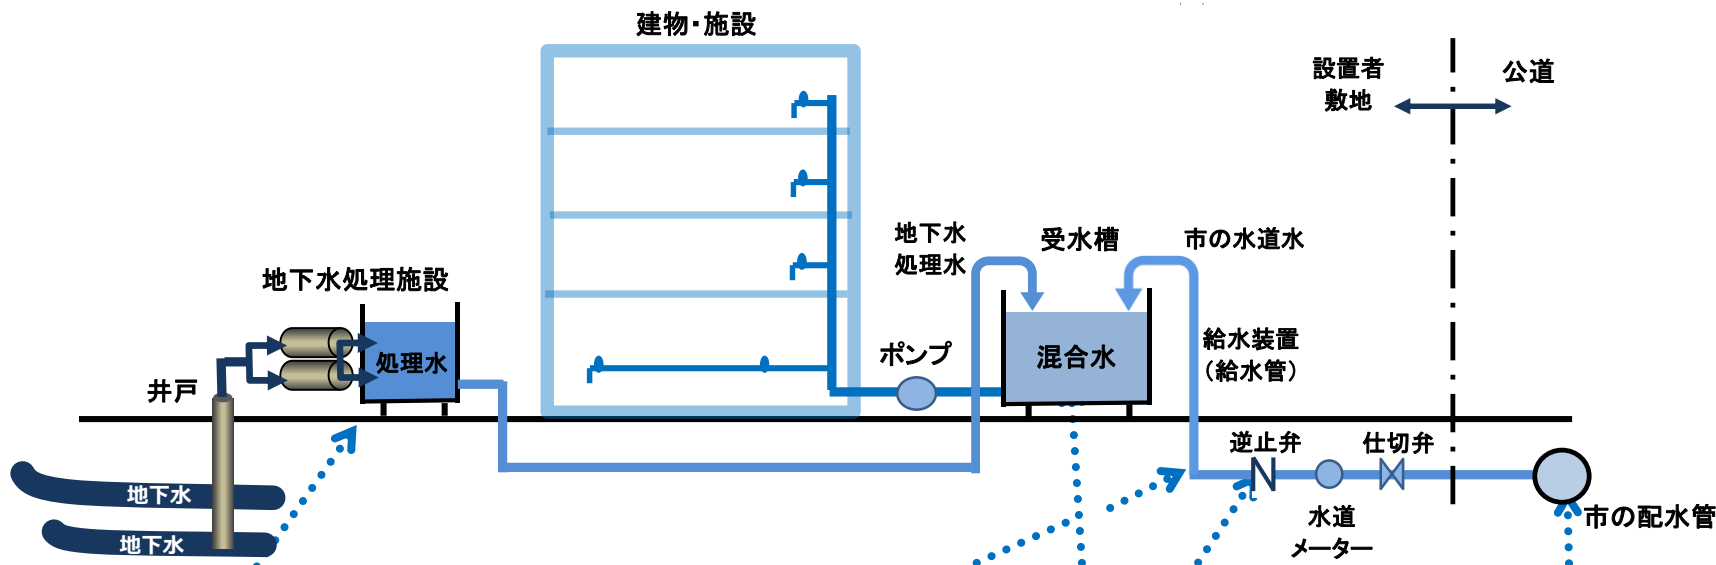 建物・施設
設置者
敷地
公道
地下水
処理水
受水槽
市の水道水
地下水処理施設
給水装置
（給水管）
ポンプ
混合水
処理水
井戸
逆止弁
仕切弁
地下水
水道
メーター
市の配水管
地下水